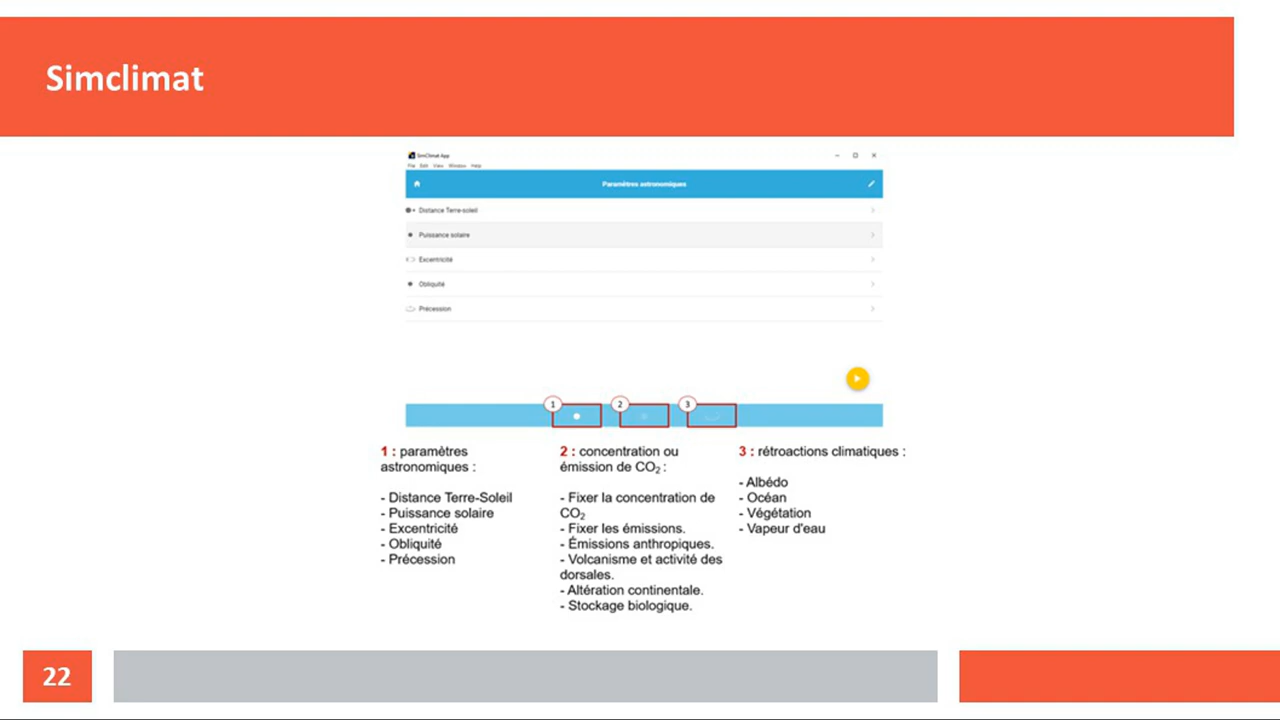 Simclimat
SimClimat App
File Edit View Window Help
Paramètres astronomiques
Distance Terre-soleil
Puissance solaire
Excentricité
Obliquité
Précession
1 2 3
1 : paramètres
astronomiques :
- Distance Terre-Soleil
- Puissance solaire
- Excentricité
- Obliquité
- Précession
2 : concentration ou
émission de CO₂ :
- Fixer la concentration de
CO₂
- Fixer les émissions.
- Émissions anthropiques.
- Volcanisme et activité des
dorsales.
- Altération continentale.
- Stockage biologique.
3 : rétroactions climatiques :
- Albédo
- Océan
- Végétation
- Vapeur d'eau
22